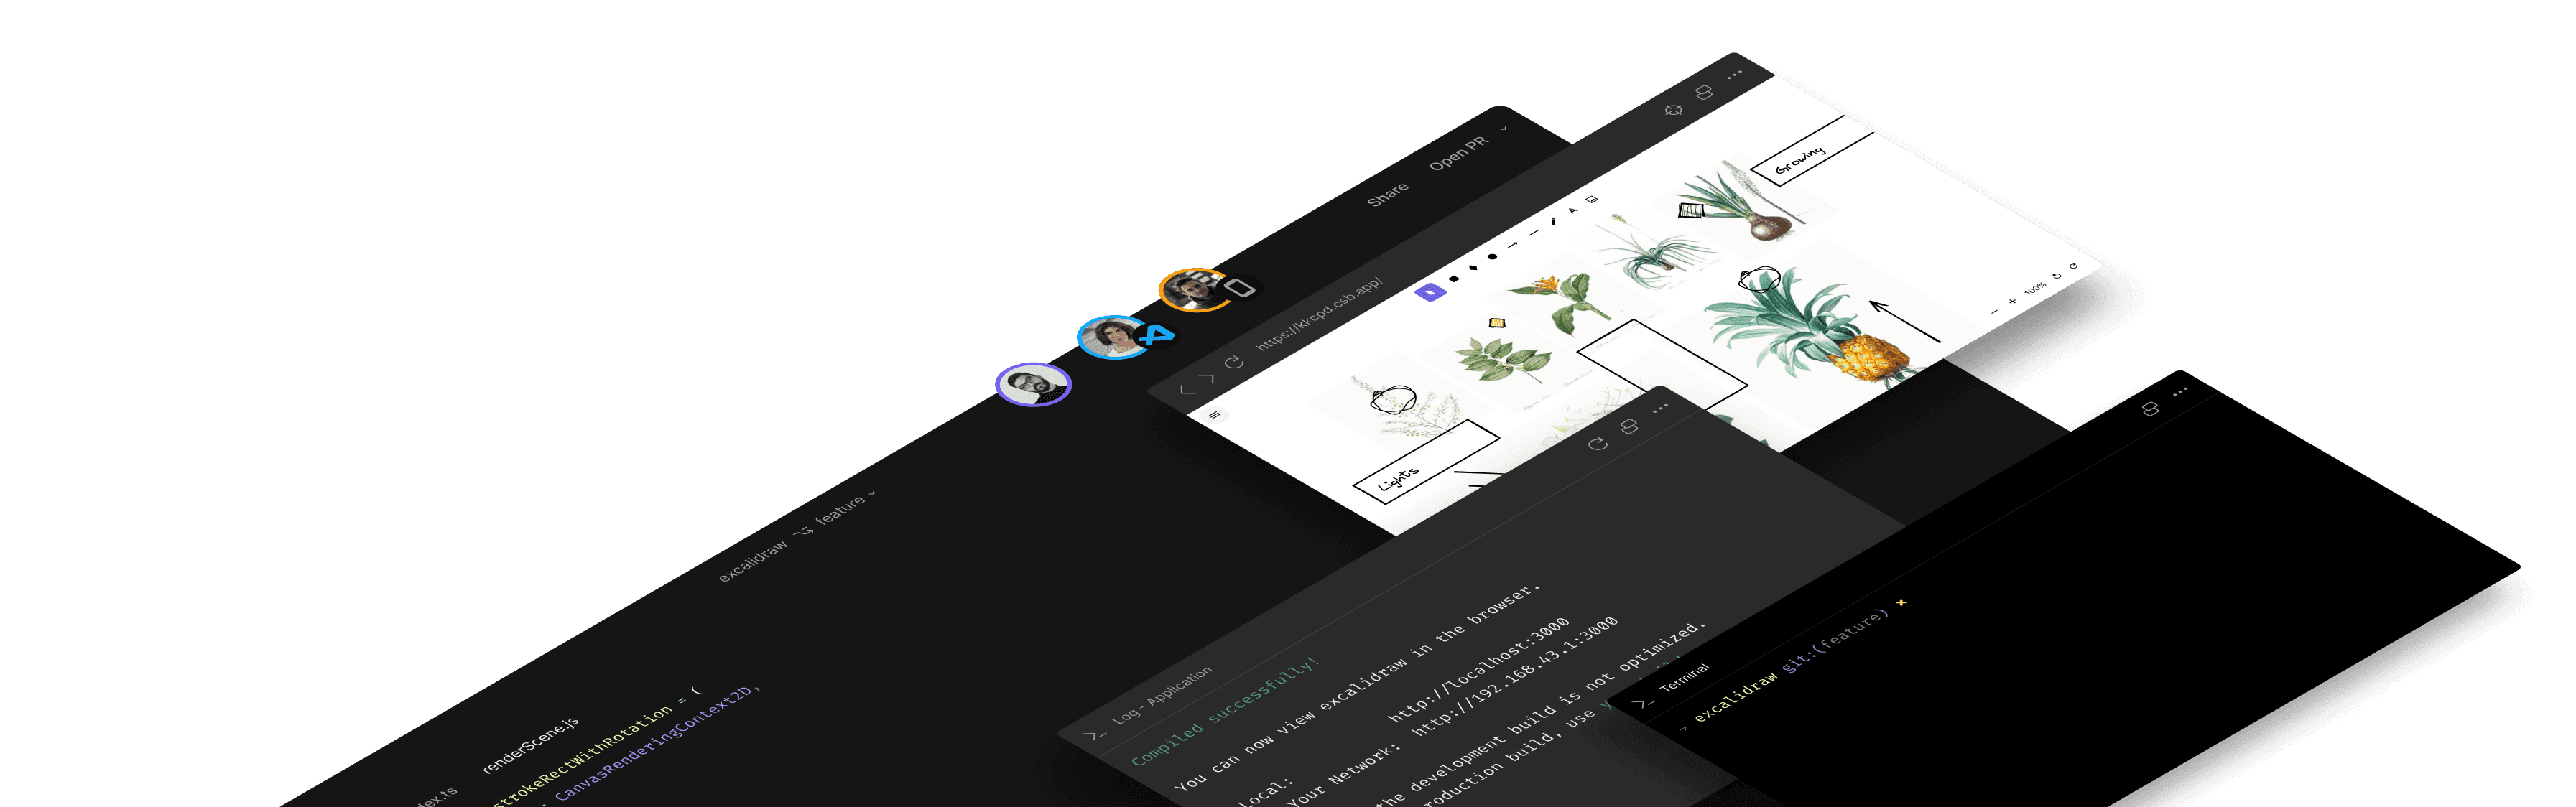 Open PR
Share
excalidraw feature
renderScene.js
dex.ts
strokeRectWithRotation = (
: CanvasRenderingContext2D,
https://kkcpd.csb.app/
A
Growing
Lights
100%
Log - Application
Compiled successfully!
You can now view excalidraw in the browser.
Local: http://localhost:3000
Your Network: http://192.168.43.1:3000
the development build is not optimized.
roduction build, use y
Terminal
→ excalidraw git:(feature) ×